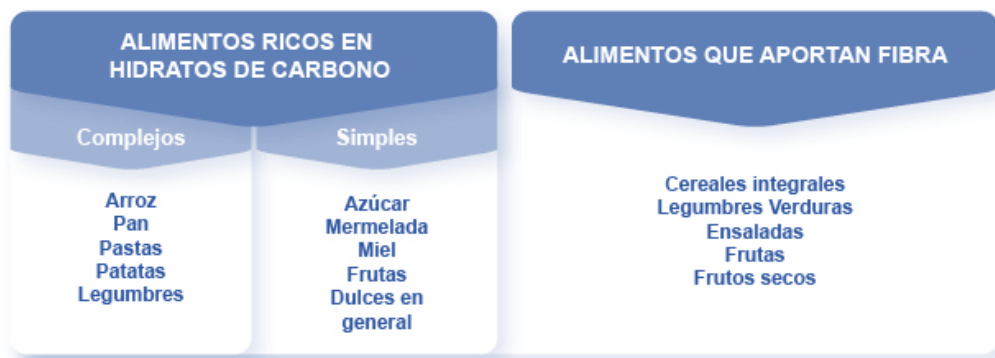 ALIMENTOS RICOS EN
HIDRATOS DE CARBONO
Complejos
Arroz
Pan
Pastas
Patatas
Legumbres
Simples
Azúcar
Mermelada
Miel
Frutas
Dulces en
general
ALIMENTOS QUE APORTAN FIBRA
Cereales integrales
Legumbres Verduras
Ensaladas
Frutas
Frutos secos